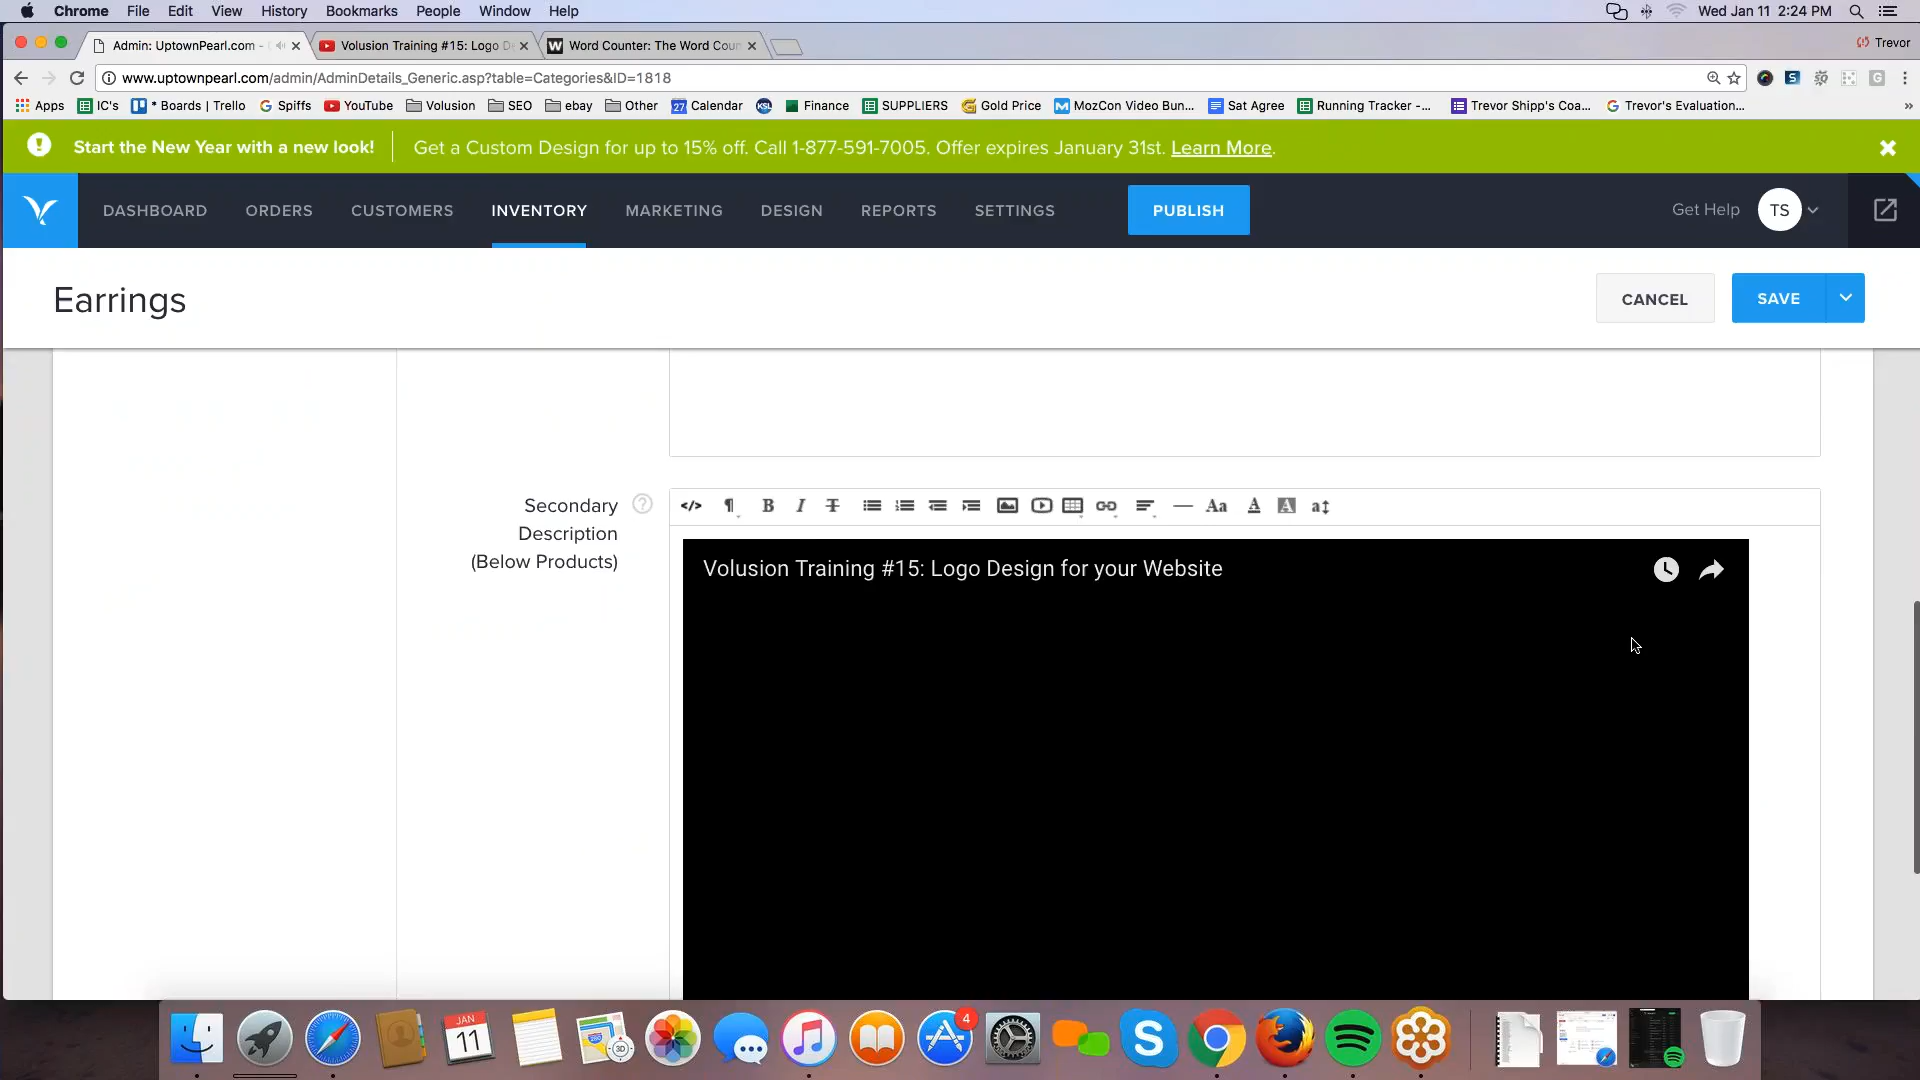 Chrome File Edit View History Bookmarks People Window Help Wed Jan 11 2:24 PM
Admin: UptownPearl.com - Volusion Training #15: Logo D Word Counter: The Word Coun Trevor
www.uptownpearl.com/admin/AdminDetails_Generic.asp?table=Categories&ID=1818
Apps IC's * Boards | Trello Spiffs YouTube Volusion SEO ebay Other 27 Calendar KSL Finance SUPPLIERS Gold Price MozCon Video Bun... Sat Agree Running Tracker -... Trevor Shipp's Coa... Trevor's Evaluation... »
Start the New Year with a new look! Get a Custom Design for up to 15% off. Call 1-877-591-7005. Offer expires January 31st. Learn More.
DASHBOARD ORDERS CUSTOMERS INVENTORY MARKETING DESIGN REPORTS SETTINGS PUBLISH Get Help TS
Earrings CANCEL SAVE
Secondary
Description
(Below Products)
Volusion Training #15: Logo Design for your Website
JAN
11
4
280
3D